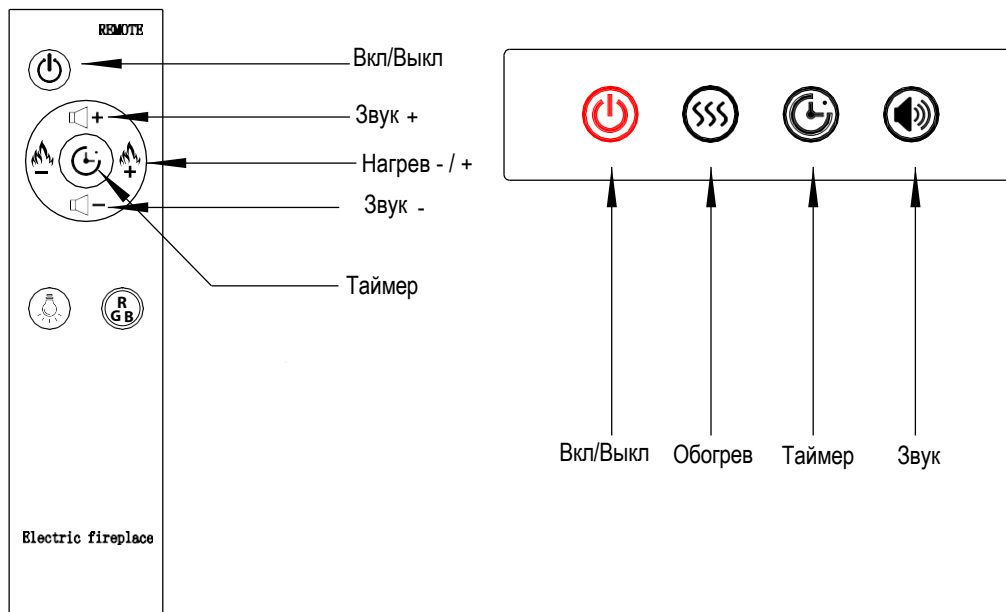 REMOTE
Вкл/Выкл
Звук +
+
Нагрев - / +
- +
Звук -
-
Таймер
R
G B
Electric fireplace
Вкл/Выкл Обогрев Таймер Звук